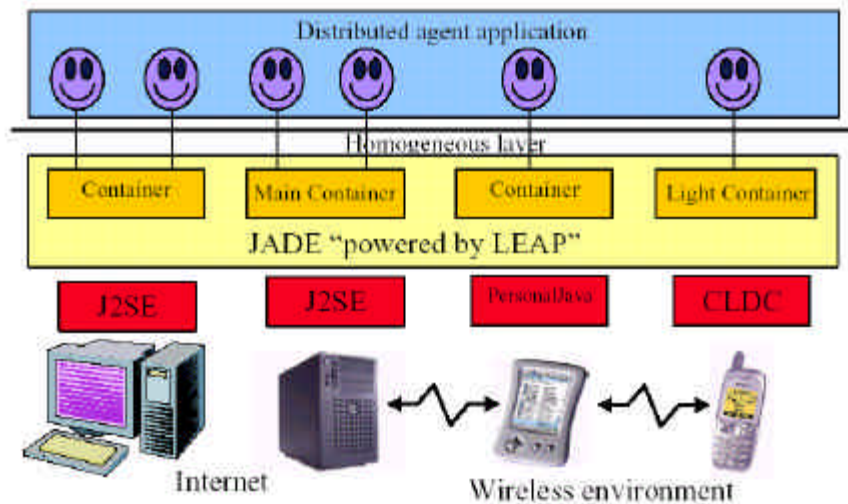 Distributed agent application
Homogeneous layer
Container
Main Container
Container
Light Container
JADE “powered by LEAP”
J2SE
J2SE
PersonalJava
CLDC
Internet
Wireless environment